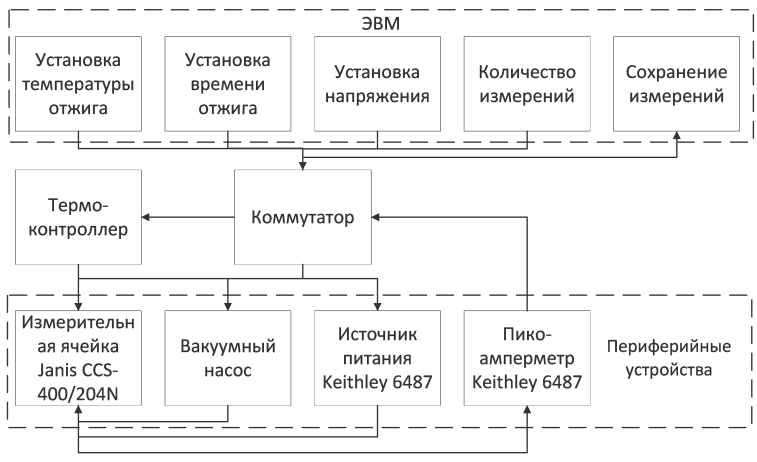 ЭВМ
Установка
температуры
отжига
Установка
времени
отжига
Установка
напряжения
Количество
измерений
Сохранение
измерений
Термо-
контроллер
Коммутатор
Измерительн
ая ячейка
Janis CCS-
400/204N
Вакуумный
насос
Источник
питания
Keithley 6487
Пико-
амперметр
Keithley 6487
Периферийные
устройства